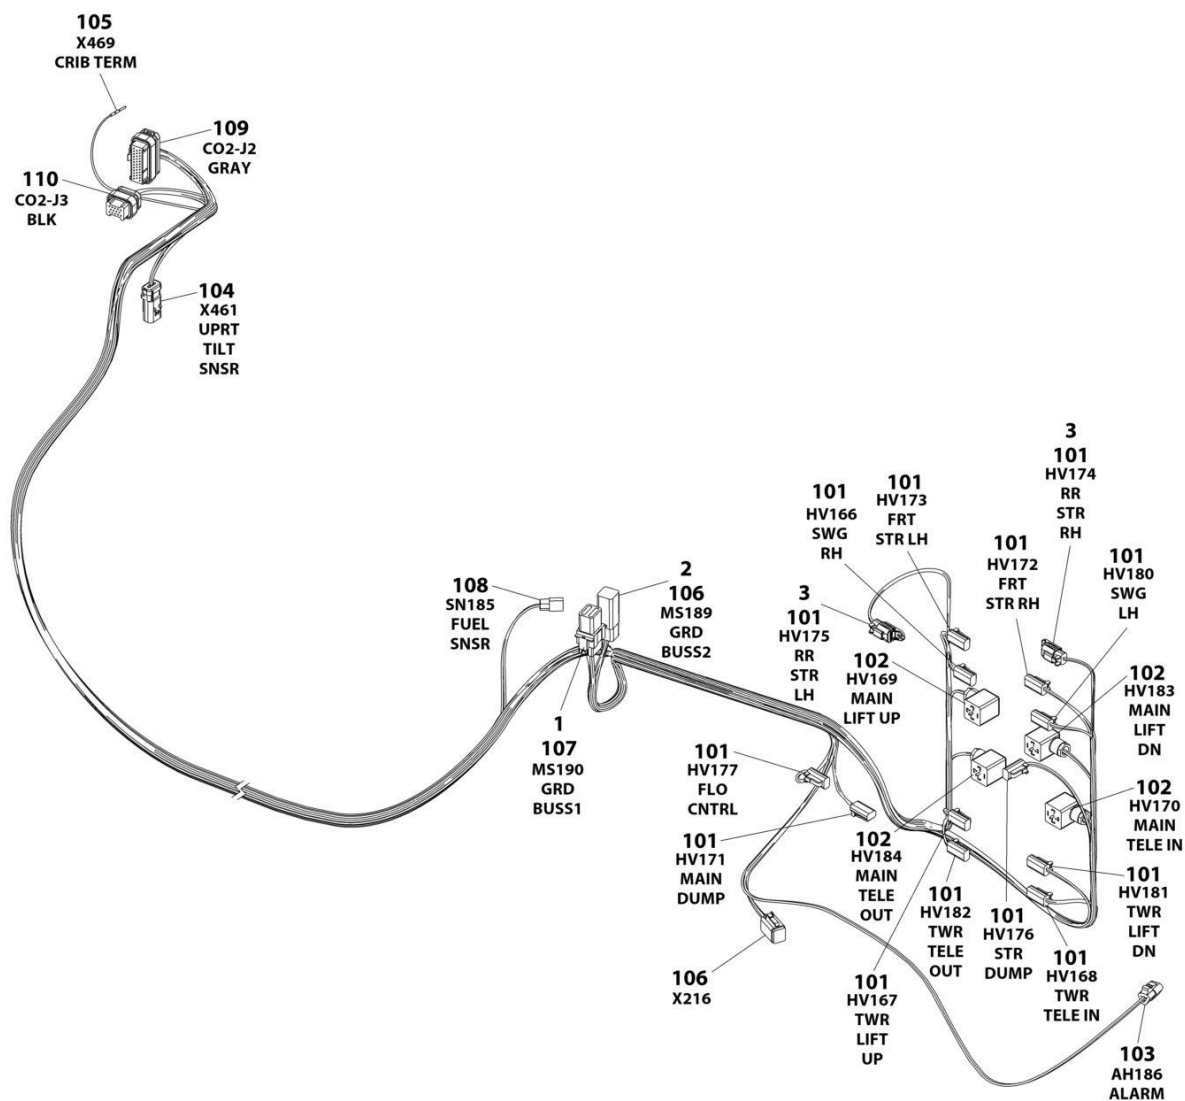 105
X469
CRIB TERM
109
CO2-J2
GRAY
110
CO2-J3
BLK
104
X461
UPRT
TILT
SNSR
108
SN185
FUEL
SNSR
2
106
MS189
GRD
BUSS2
1
107
MS190
GRD
BUSS1
101
HV166
SWG
RH
101
HV173
FRT
STR LH
3
101
HV174
RR
STR
RH
101
HV172
FRT
STR RH
101
HV180
SWG
LH
3
101
HV175
RR
STR
LH
102
HV169
MAIN
LIFT UP
102
HV183
MAIN
LIFT
DN
101
HV177
FLO
CNTRL
102
HV170
MAIN
TELE IN
101
HV171
MAIN
DUMP
102
HV184
MAIN
TELE
OUT
101
HV182
TWR
TELE
OUT
101
HV176
STR
DUMP
101
HV181
TWR
LIFT
DN
101
HV168
TWR
TELE IN
106
X216
101
HV167
TWR
LIFT
UP
103
AH186
ALARM